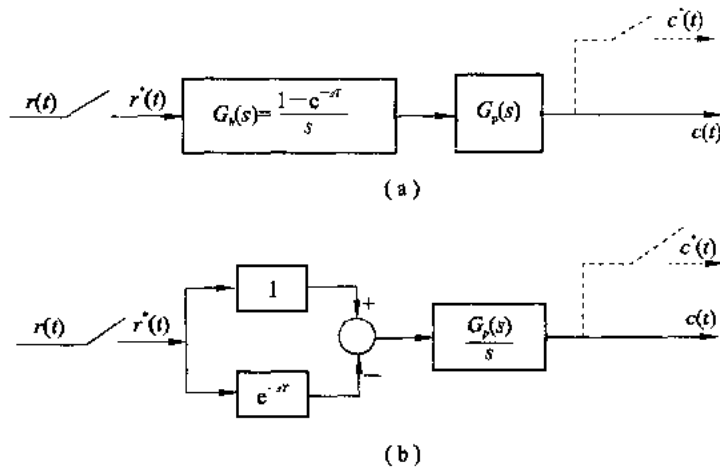 c*(t)
r(t) r*(t) G_h(s)= (1−e^{−sT})/s G_p(s)
c(t)
( a )
c*(t)
1
+
r(t) r*(t) G_p(s)/s c(t)
−
e^{-sT}
( b )